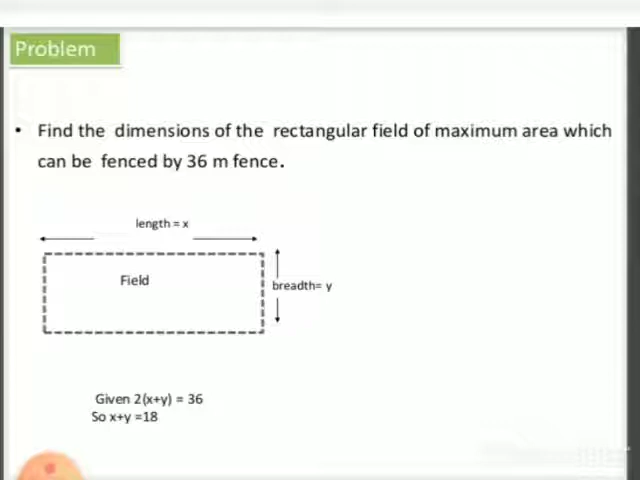 Problem
• Find the dimensions of the rectangular field of maximum area which
can be fenced by 36 m fence.
length = x
Field
breadth= y
Given 2(x+y) = 36
So x+y =18